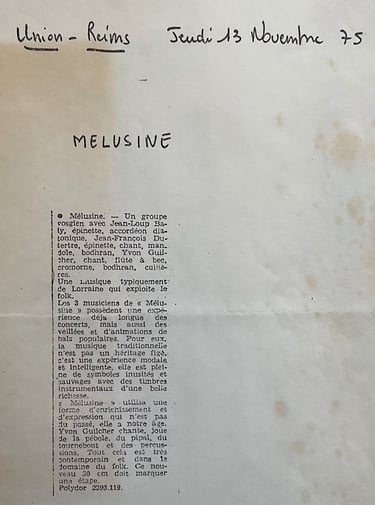 Union - Reims Jeudi 13 Novembre 75
MELUSINE
● Mélusine. — Un groupe
vosgien avec Jean-Loup Ba-
ly, épinette, accordéon dia-
tonique, Jean-François Du-
tertre, épinette, chant, man-
dole, bodhran, Yvon Guil-
cher, chant, flûte à bec,
cromorne, bodhran, cuillè-
res.
Une musique typiquement
de Lorraine qui exploite le
folk.
Les 3 musiciens de « Mélu-
sine » possèdent une expé-
rience déjà longue des
concerts, mais aussi des
veillées et d'animations de
bals populaires. Pour eux,
la musique traditionnelle
n'est pas un héritage figé,
c'est une expérience modale
et intelligente, elle est plei-
ne de symboles inusités et
sauvages avec des timbres
instrumentaux d'une belle
richesse.
« Mélusine » utilise une
forme d'enrichissement et
d'expression qui n'est pas
du passé, elle a notre âge.
Yvon Guilcher chante, joue
de la pébole, du pipal, du
tournebout et des percus-
sions. Tout cela est très
contemporain et dans le
domaine du folk. Ce nou-
veau 30 cm doit marquer
une étape.
Polydor 2393.119.